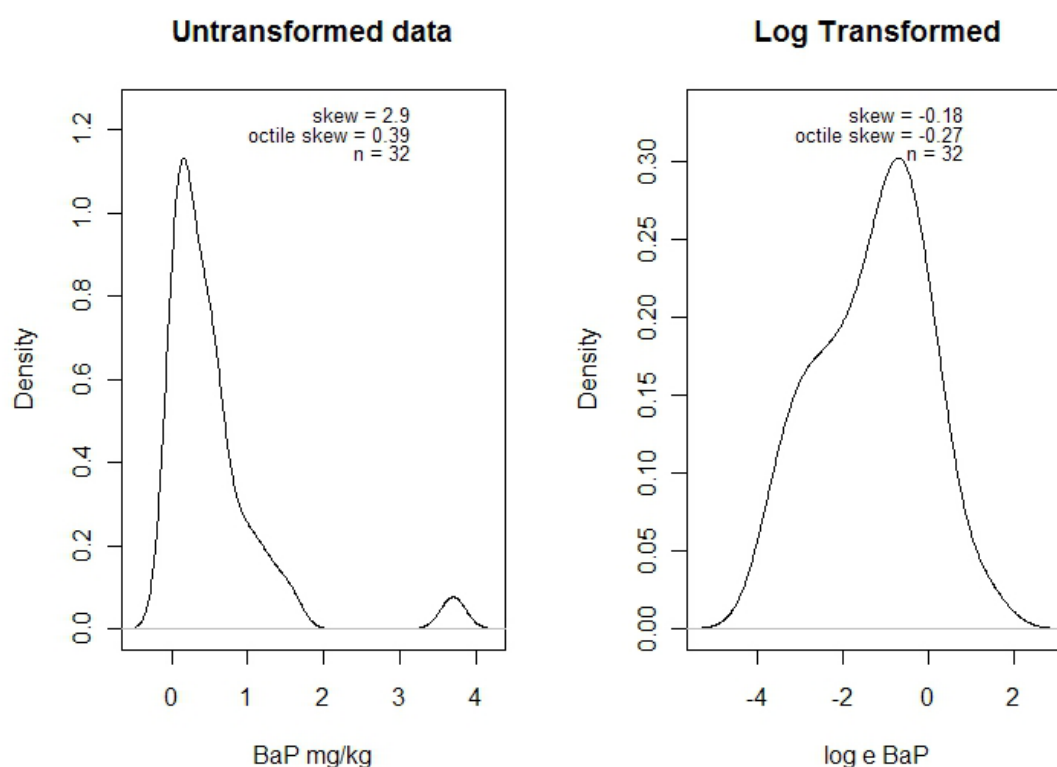 Untransformed data
skew = 2.9
octile skew = 0.39
n = 32
1.2
1.0
0.8
0.6
0.4
0.2
0.0
Density
0 1 2 3 4
BaP mg/kg
Log Transformed
skew = -0.18
octile skew = -0.27
n = 32
0.30
0.25
0.20
0.15
0.10
0.05
0.00
Density
-4 -2 0 2
log e BaP